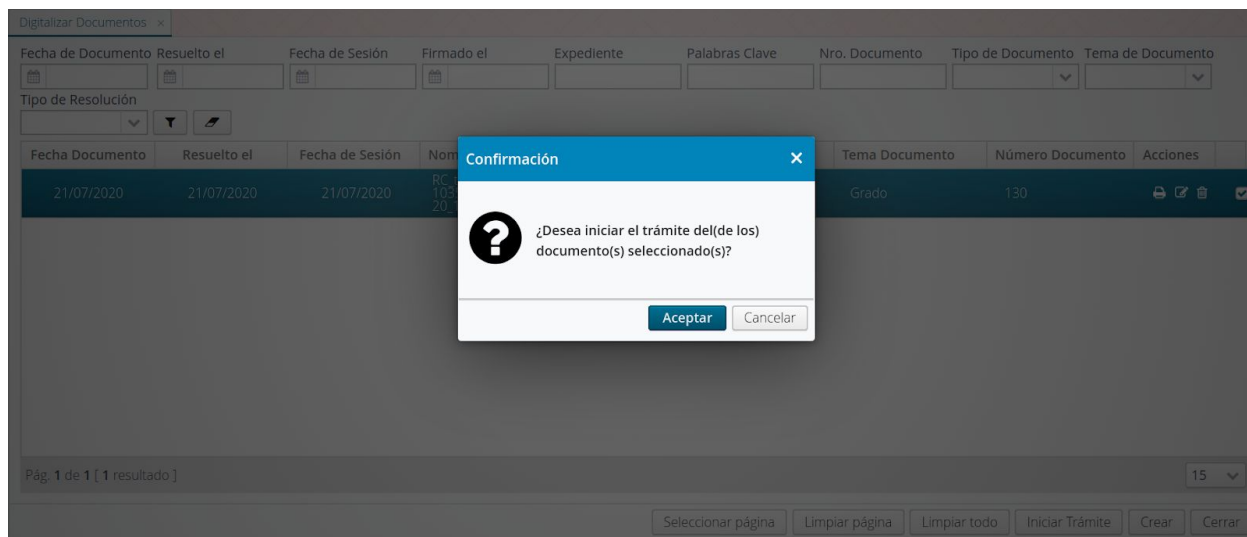 Digitalizar Documentos ×
Fecha de Documento Resuelto el Fecha de Sesión Firmado el Expediente Palabras Clave Nro. Documento Tipo de Documento Tema de Documento
Tipo de Resolución
Fecha Documento Resuelto el Fecha de Sesión Nom Tema Documento Número Documento Acciones
21/07/2020 21/07/2020 21/07/2020 Grado 130
Confirmación ×
¿Desea iniciar el trámite del(de los)
documento(s) seleccionado(s)?
Aceptar Cancelar
Pág. 1 de 1 [ 1 resultado ] 15
Seleccionar página Limpiar página Limpiar todo Iniciar Trámite Crear Cerrar